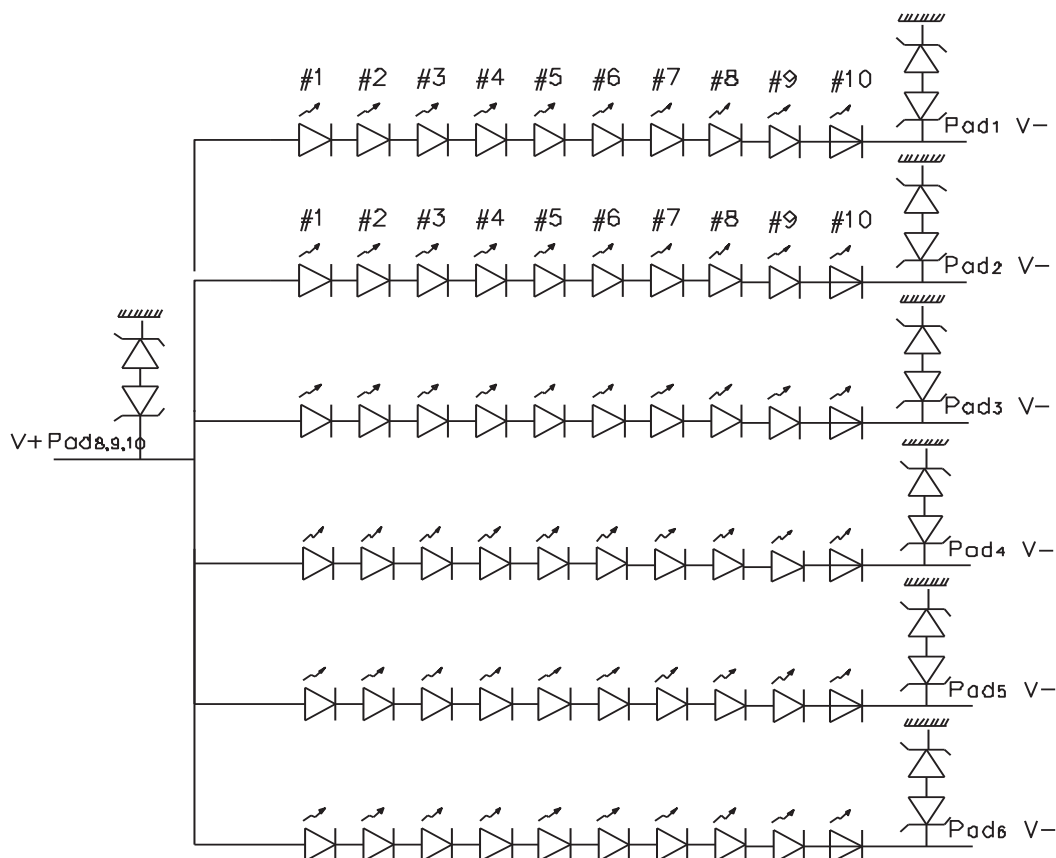 #1 #2 #3 #4 #5 #6 #7 #8 #9 #10
Pad1 V-
#1 #2 #3 #4 #5 #6 #7 #8 #9 #10
Pad2 V-
Pad3 V-
V+Pad8,9,10
Pad4 V-
Pad5 V-
Pad6 V-